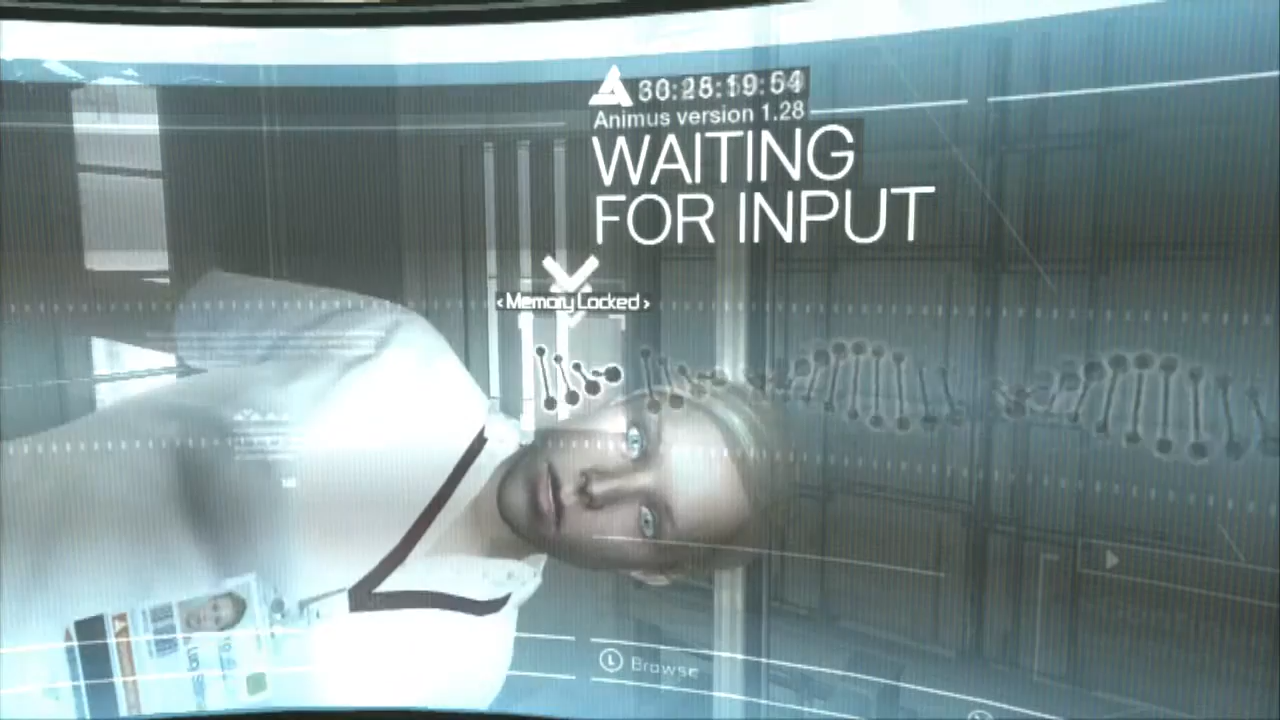 30:28:19:54
Animus version 1.28
WAITING
FOR INPUT
< Memory Locked >
L Browse